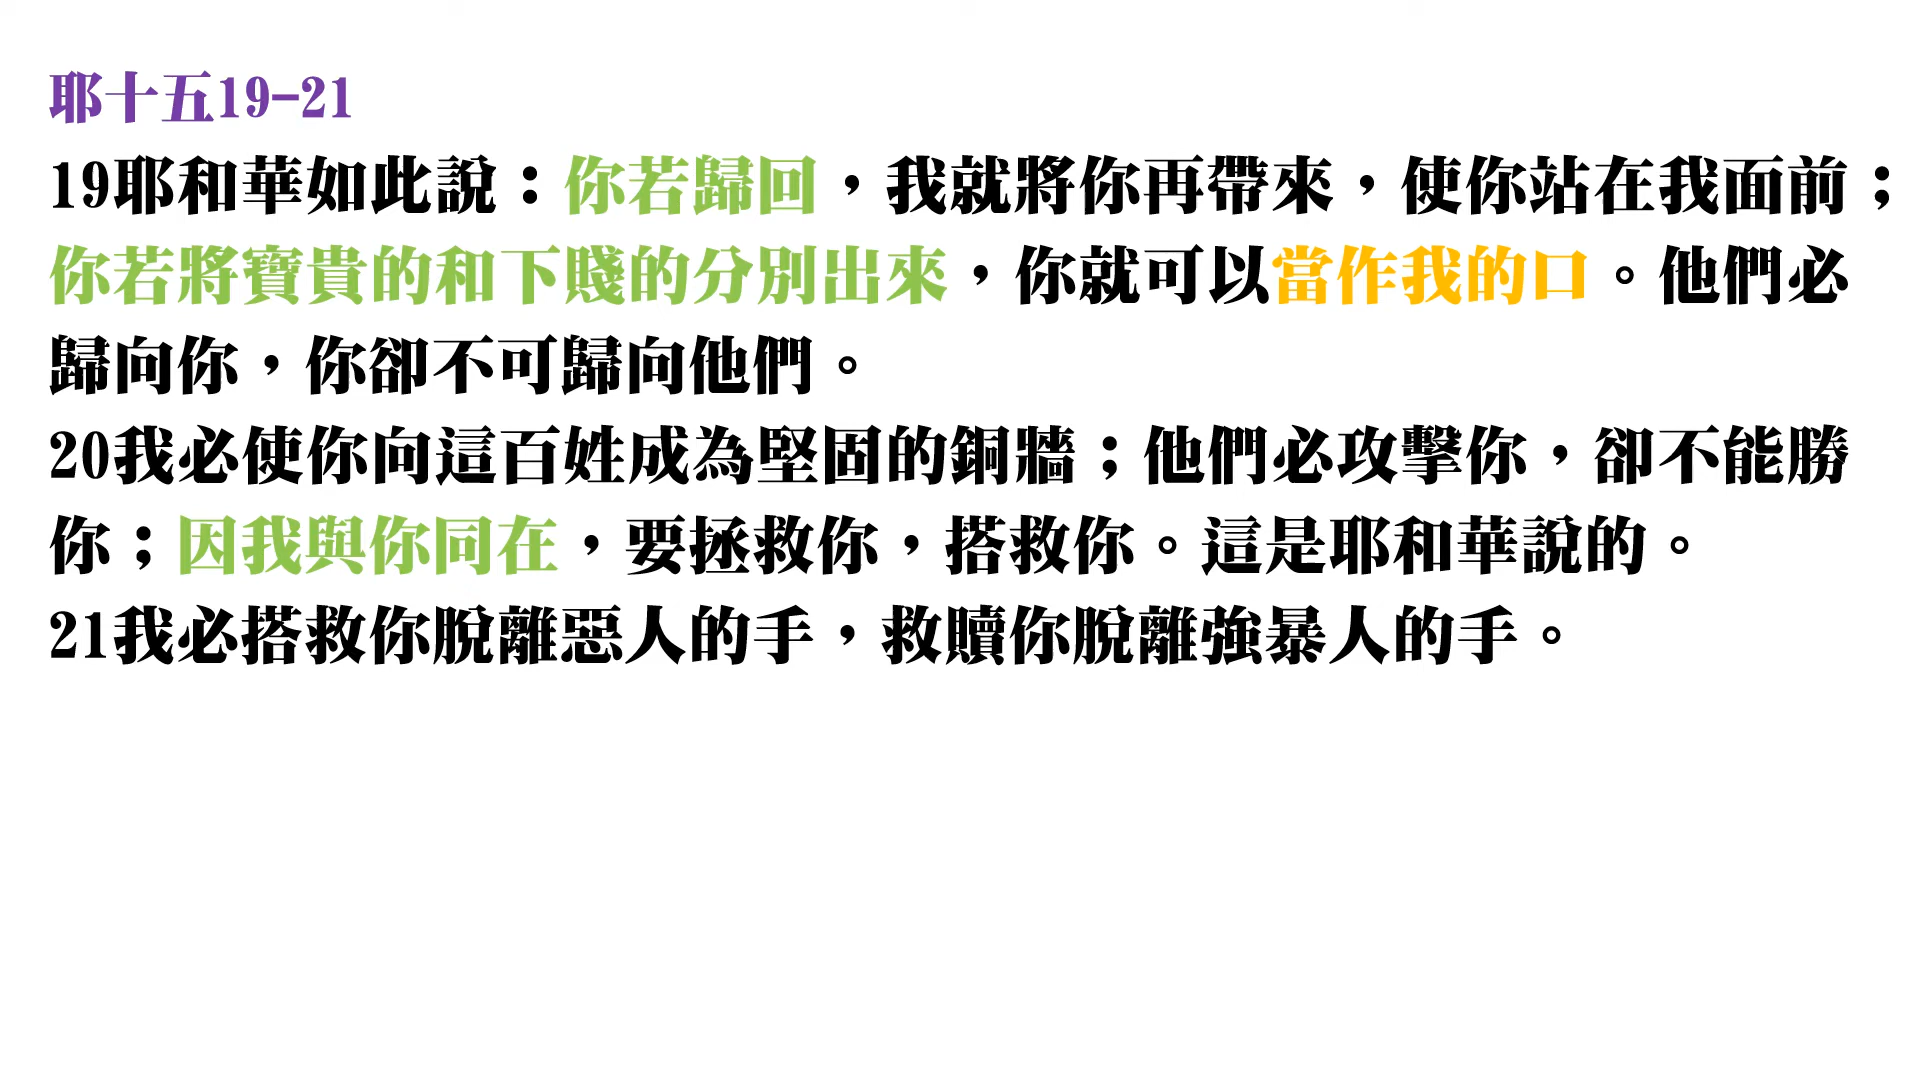 耶十五19-21
19耶和華如此說：你若歸回，我就將你再帶來，使你站在我面前；
你若將寶貴的和下賤的分別出來，你就可以當作我的口。他們必
歸向你，你卻不可歸向他們。
20我必使你向這百姓成為堅固的銅牆；他們必攻擊你，卻不能勝
你；因我與你同在，要拯救你，搭救你。這是耶和華說的。
21我必搭救你脫離惡人的手，救贖你脫離強暴人的手。